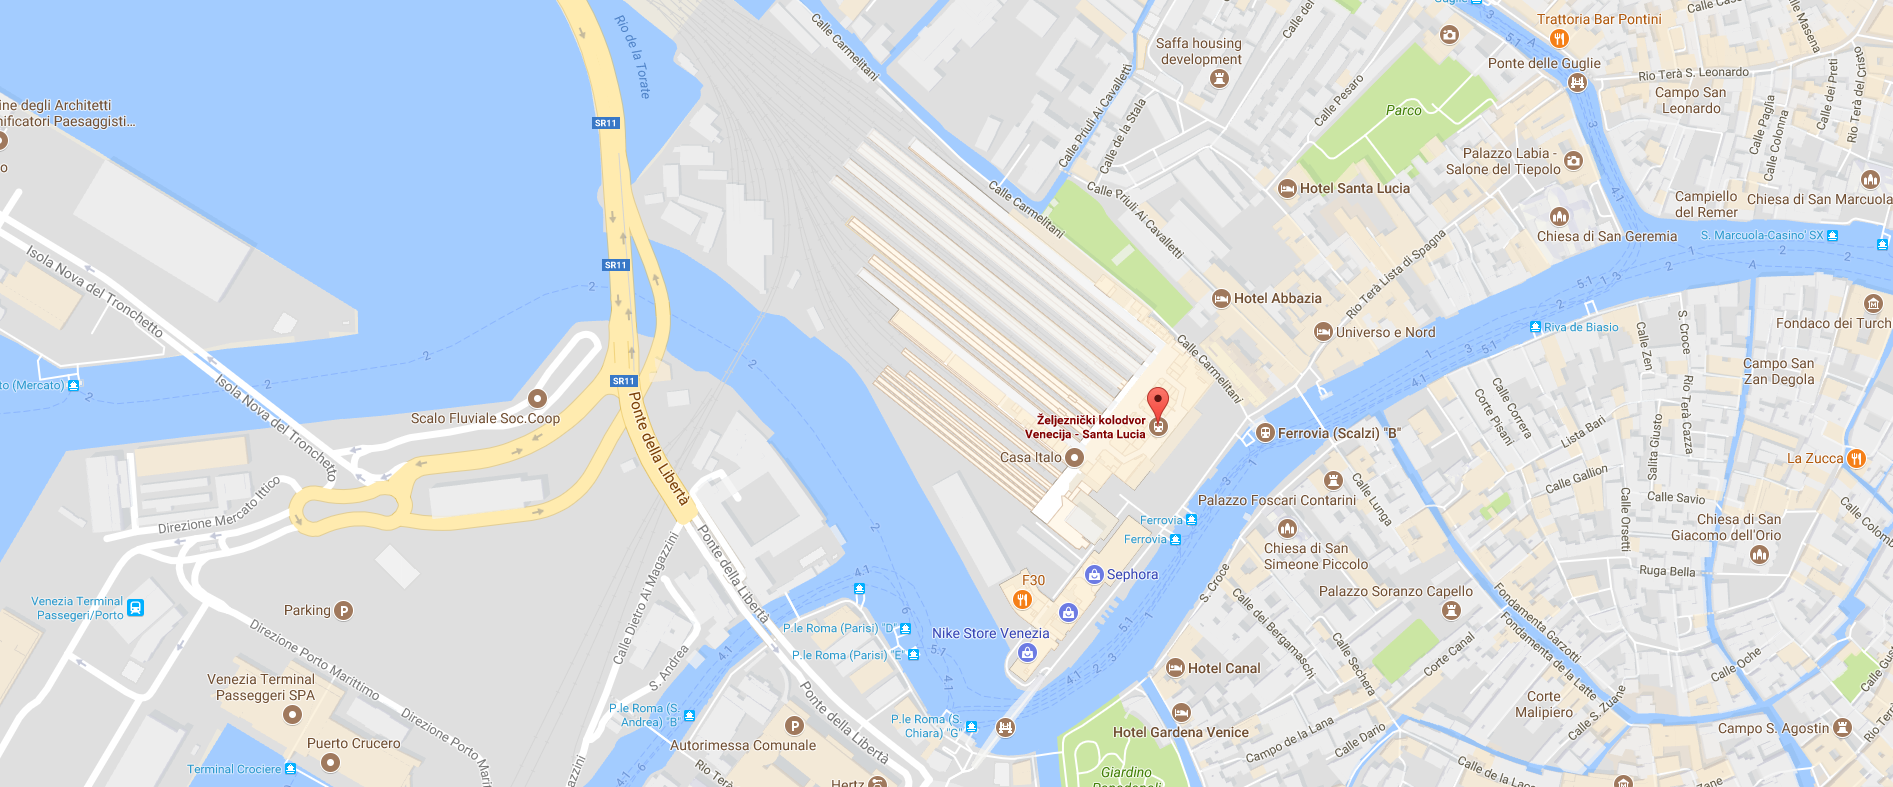 Calle Carmelitani
Rio de la Torate
Saffa housing
development
Calle Pesaro
Parco
Trattoria Bar Pontini
Ponte delle Guglie
Rio Terà S. Leonardo
Campo San
Leonardo
Calle Masena
Calle dei Preti
Rio Terà del Cristo
Calle Paglia
Calle Colonna
ine degli Architetti
nificatori Paesaggisti...
SR11
Calle Priuli Ai Cavalletti
Calle de la Stala
Palazzo Labia -
Salone del Tiepolo
Hotel Santa Lucia
Campiello
del Remer
Chiesa di San Marcuola
Calle Carmelitani
Calle Priuli Ai Cavalletti
Chiesa di San Geremia
S. Marcuola-Casino' SX
Isola Nova del Tronchetto
SR11
Rio Terà Lista di Spagna
Hotel Abbazia
Universo e Nord
Riva de Biasio
Fondaco dei Turch
Calle Zen
S. Croce
Campo San
Zan Degola
Calle Carmelitani
to (Mercato)
Isola Nova del Tronchetto
SR11
Scalo Fluviale Soc.Coop
Ponte della Libertà
Željeznički kolodvor
Venecija - Santa Lucia
Casa Italo
Ferrovia (Scalzi) "B"
Calle Correra
Corte Pisani
Lista Bari
Salita Giusto
Rio Terà Cazza
La Zucca
Calle Gallion
Calle Savio
Calle Orsetti
Palazzo Foscari Contarini
Calle Lunga
Direzione Mercato Ittico
Ferrovia
Ferrovia
Chiesa di San
Simeone Piccolo
Chiesa di San
Giacomo dell'Orio
Calle Colomb
Ruga Bella
Sephora
F30
Palazzo Soranzo Capello
S. Croce
Venezia Terminal
Passegeri/Porto
Parking
Calle Dietro Ai Magazzini
Ponte della Libertà
P.le Roma (Parisi) "D"
P.le Roma (Parisi) "E"
Nike Store Venezia
Calle dei Bergamaschi
Calle Sechera
Corte Canal
Fondamenta Garzotti
Fondamenta de la Latte
Calle Oche
Direzione Porto Marittimo
S. Andrea
Hotel Canal
Venezia Terminal
Passeggeri SPA
P.le Roma (S.
Andrea) "B"
P.le Roma (S.
Chiara) "G"
Ponte della Libertà
Corte
Malipiero
Calle S. Zuane
Campo S. Agostin
Hotel Gardena Venice
Campo de la Lana
Calle Dario
Puerto Crucero
Autorimessa Comunale
Terminal Crociere
Hertz
Giardino
Calle de la Laca